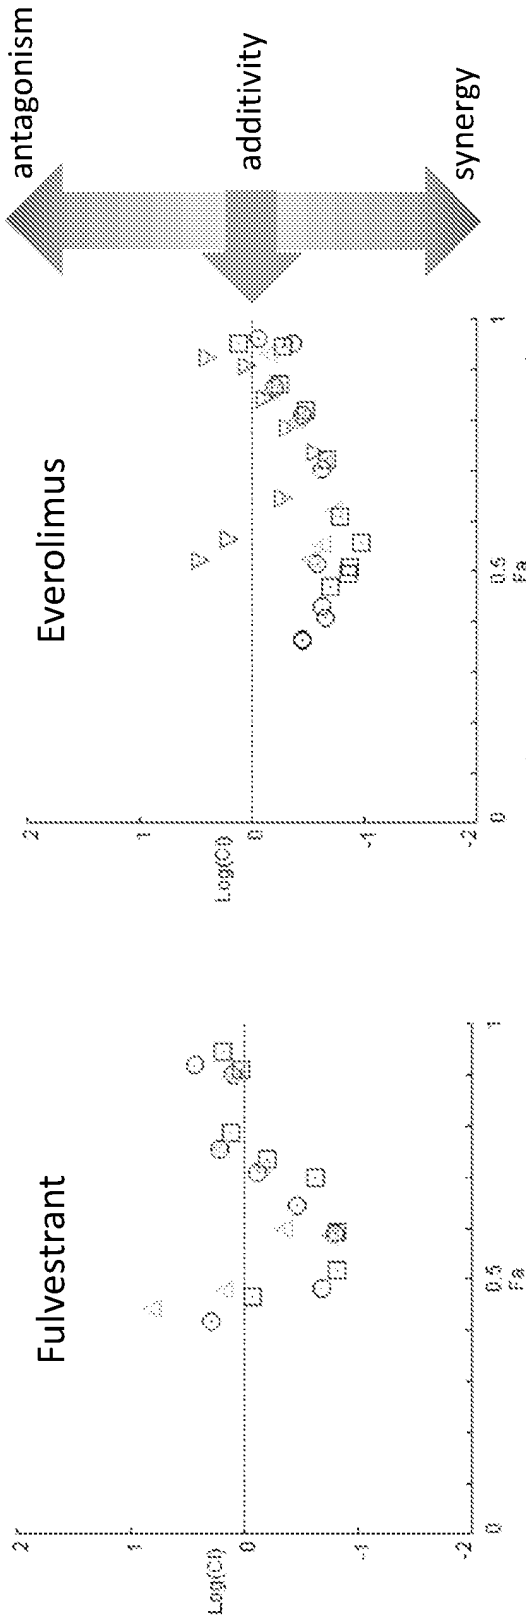 Fulvestrant
2
1
0
-1
-2
Log(CI)
0
0.5
1
Fa
Everolimus
2
1
0
-1
-2
Log(CI)
0
0.5
1
Fa
antagonism
additivity
synergy